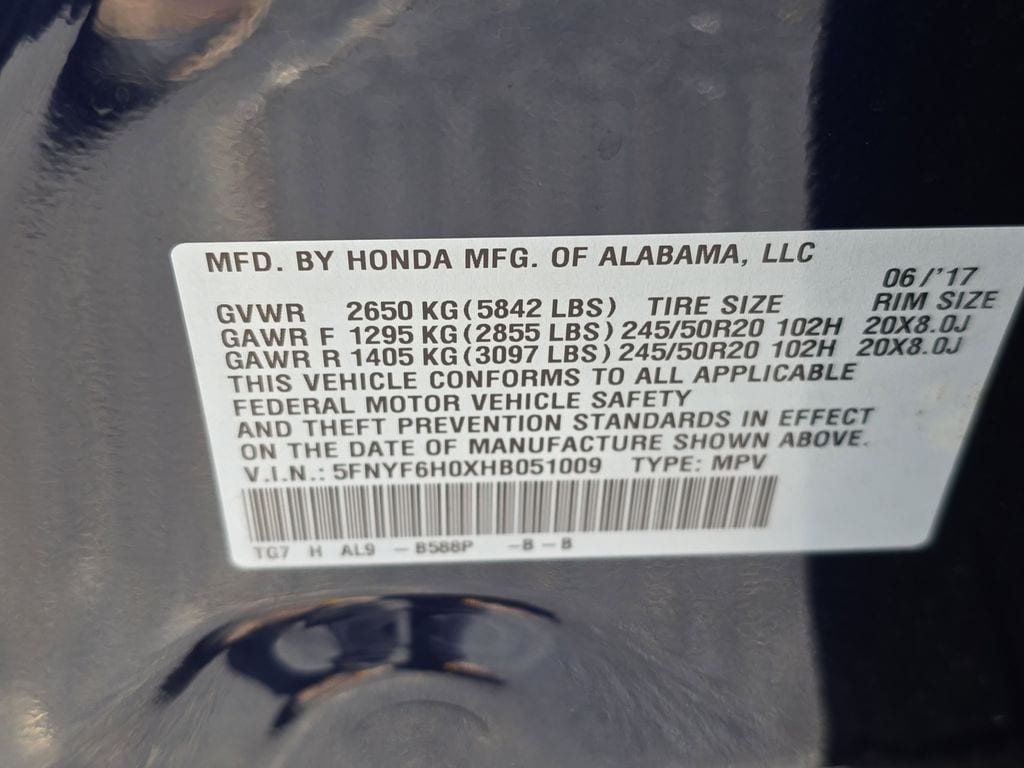 MFD. BY HONDA MFG. OF ALABAMA, LLC
06/'17
GVWR 2650 KG (5842 LBS) TIRE SIZE RIM SIZE
GAWR F 1295 KG (2855 LBS) 245/50R20 102H 20X8.0J
GAWR R 1405 KG (3097 LBS) 245/50R20 102H 20X8.0J
THIS VEHICLE CONFORMS TO ALL APPLICABLE
FEDERAL MOTOR VEHICLE SAFETY
AND THEFT PREVENTION STANDARDS IN EFFECT
ON THE DATE OF MANUFACTURE SHOWN ABOVE.
V.I.N.: 5FNYF6H0XHB051009 TYPE: MPV
TG7 H AL9 – B588P –B – B